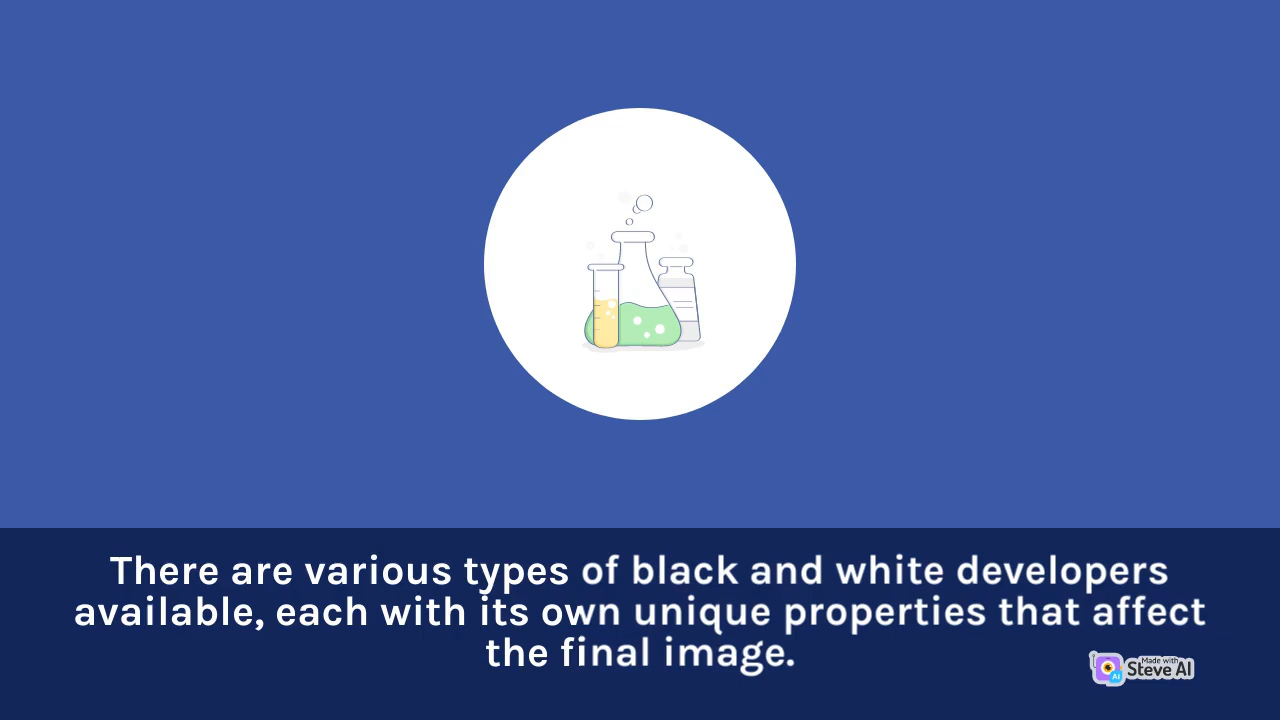 There are various types of black and white developers
available, each with its own unique properties that affect
the final image.
Made with
Steve AI
AI